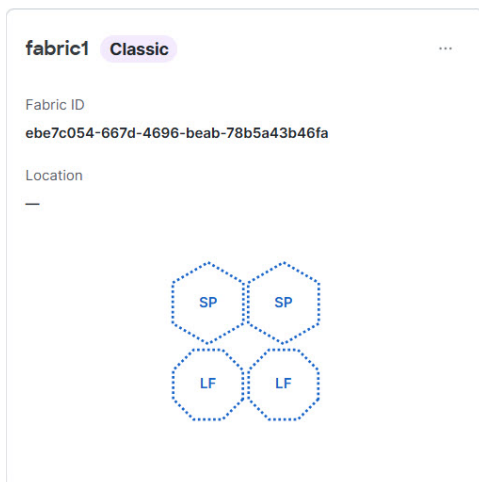 fabric1 Classic ...
Fabric ID
ebe7c054-667d-4696-beab-78b5a43b46fa
Location
—
SP SP
LF LF